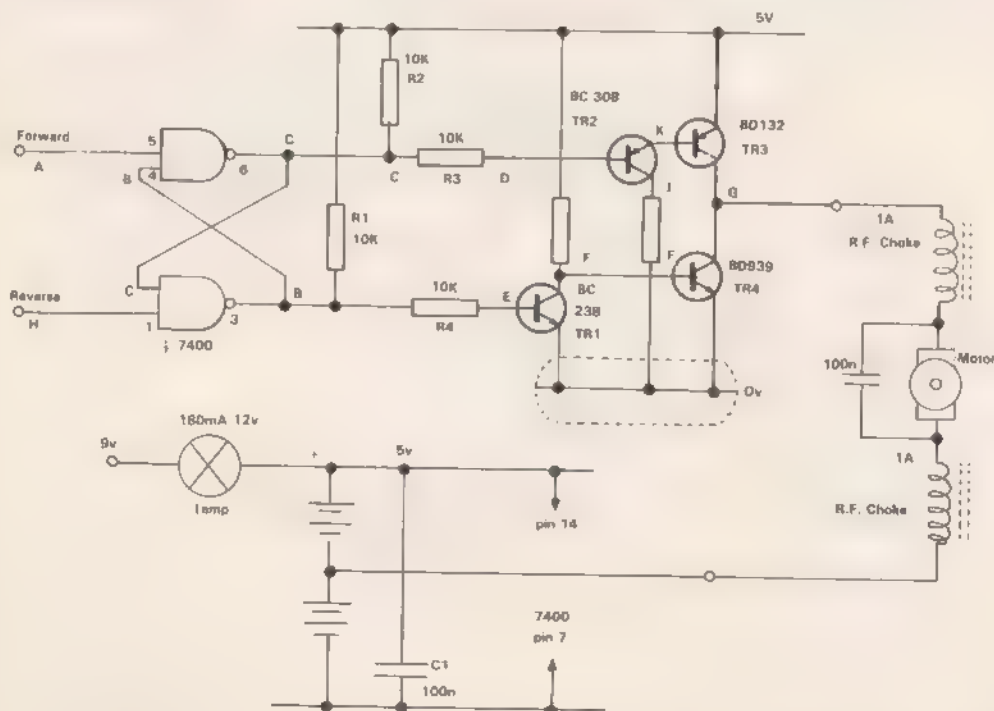 5V
10K
R2
BC 308
TR2
K
BD132
TR3
Forward
A
5
4
B
6
C
C
10K
R3
D
J
G
1A
R.F. Choke
R1
10K
F
F
BD939
TR4
Reverse
H
C
1
3
B
10K
R4
E
BC
238
TR1
7400
0v
100n
Motor
180mA 12v
9v
lamp
+
5v
pin 14
1A
R.F. Choke
7400
pin 7
C1
100n